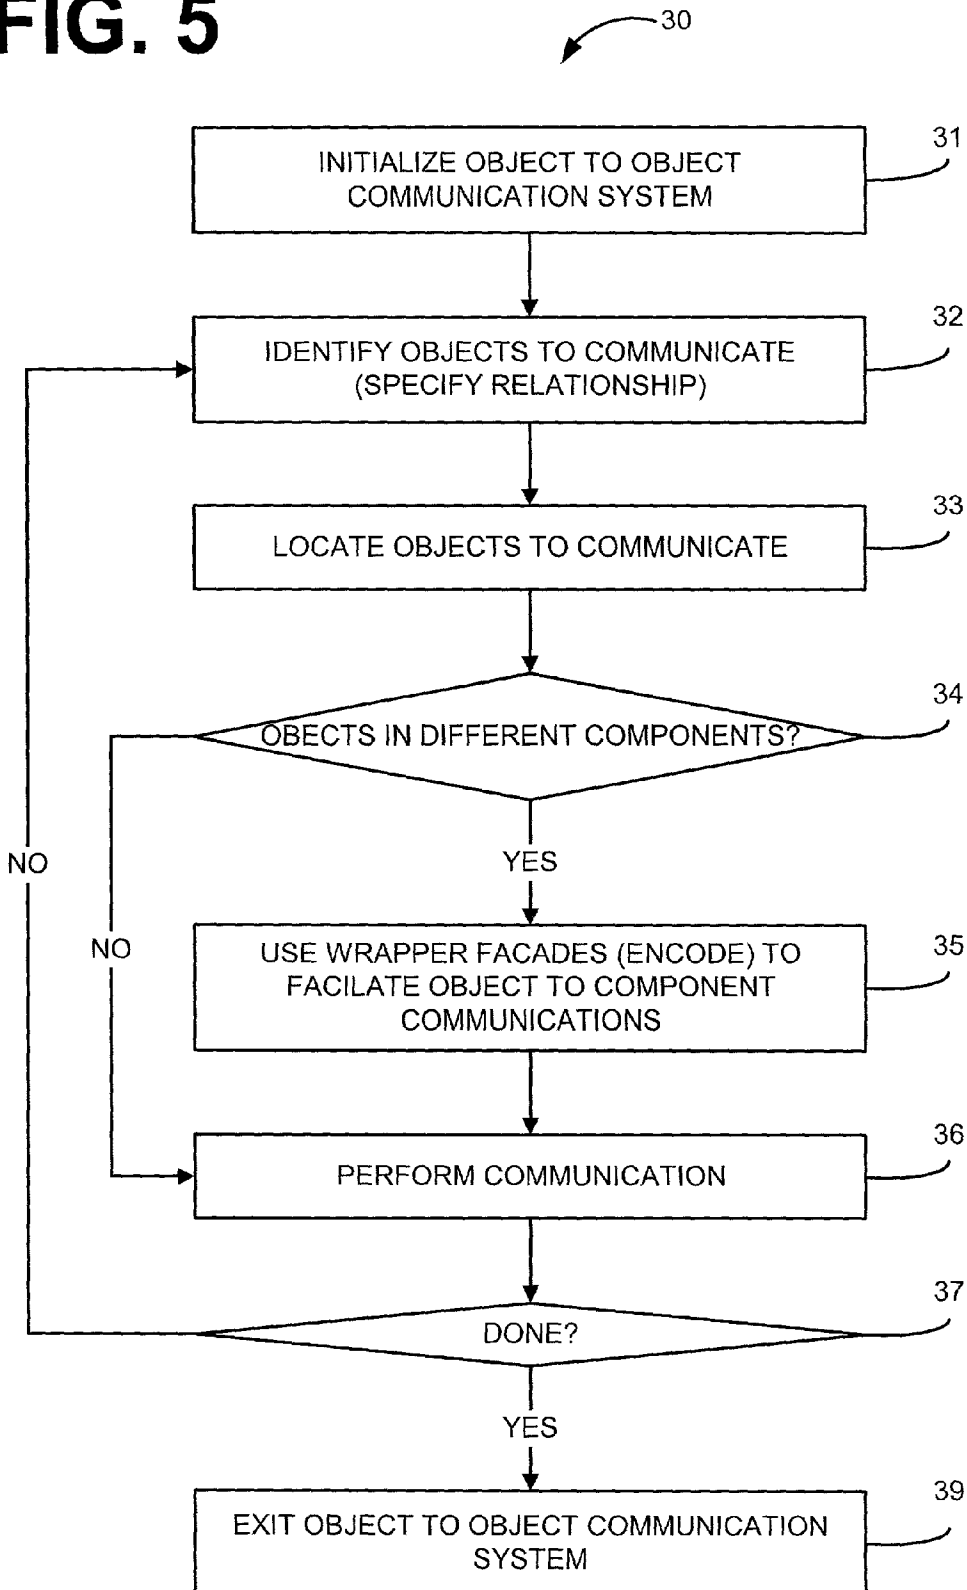 FIG. 5
30
31
INITIALIZE OBJECT TO OBJECT
COMMUNICATION SYSTEM
32
IDENTIFY OBJECTS TO COMMUNICATE
(SPECIFY RELATIONSHIP)
33
LOCATE OBJECTS TO COMMUNICATE
34
OBECTS IN DIFFERENT COMPONENTS?
NO
YES
NO
35
USE WRAPPER FACADES (ENCODE) TO
FACILATE OBJECT TO COMPONENT
COMMUNICATIONS
36
PERFORM COMMUNICATION
37
DONE?
YES
39
EXIT OBJECT TO OBJECT COMMUNICATION
SYSTEM